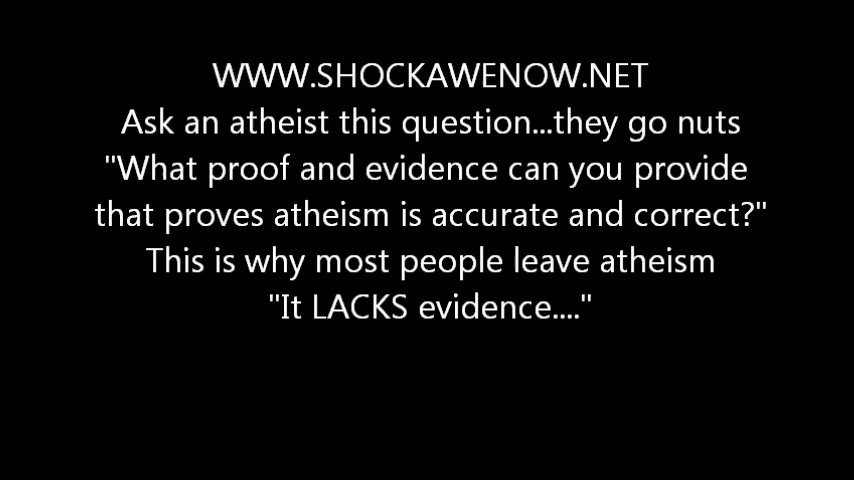 WWW.SHOCKAWENOW.NET
Ask an atheist this question...they go nuts
"What proof and evidence can you provide
that proves atheism is accurate and correct?"
This is why most people leave atheism
"It LACKS evidence...."